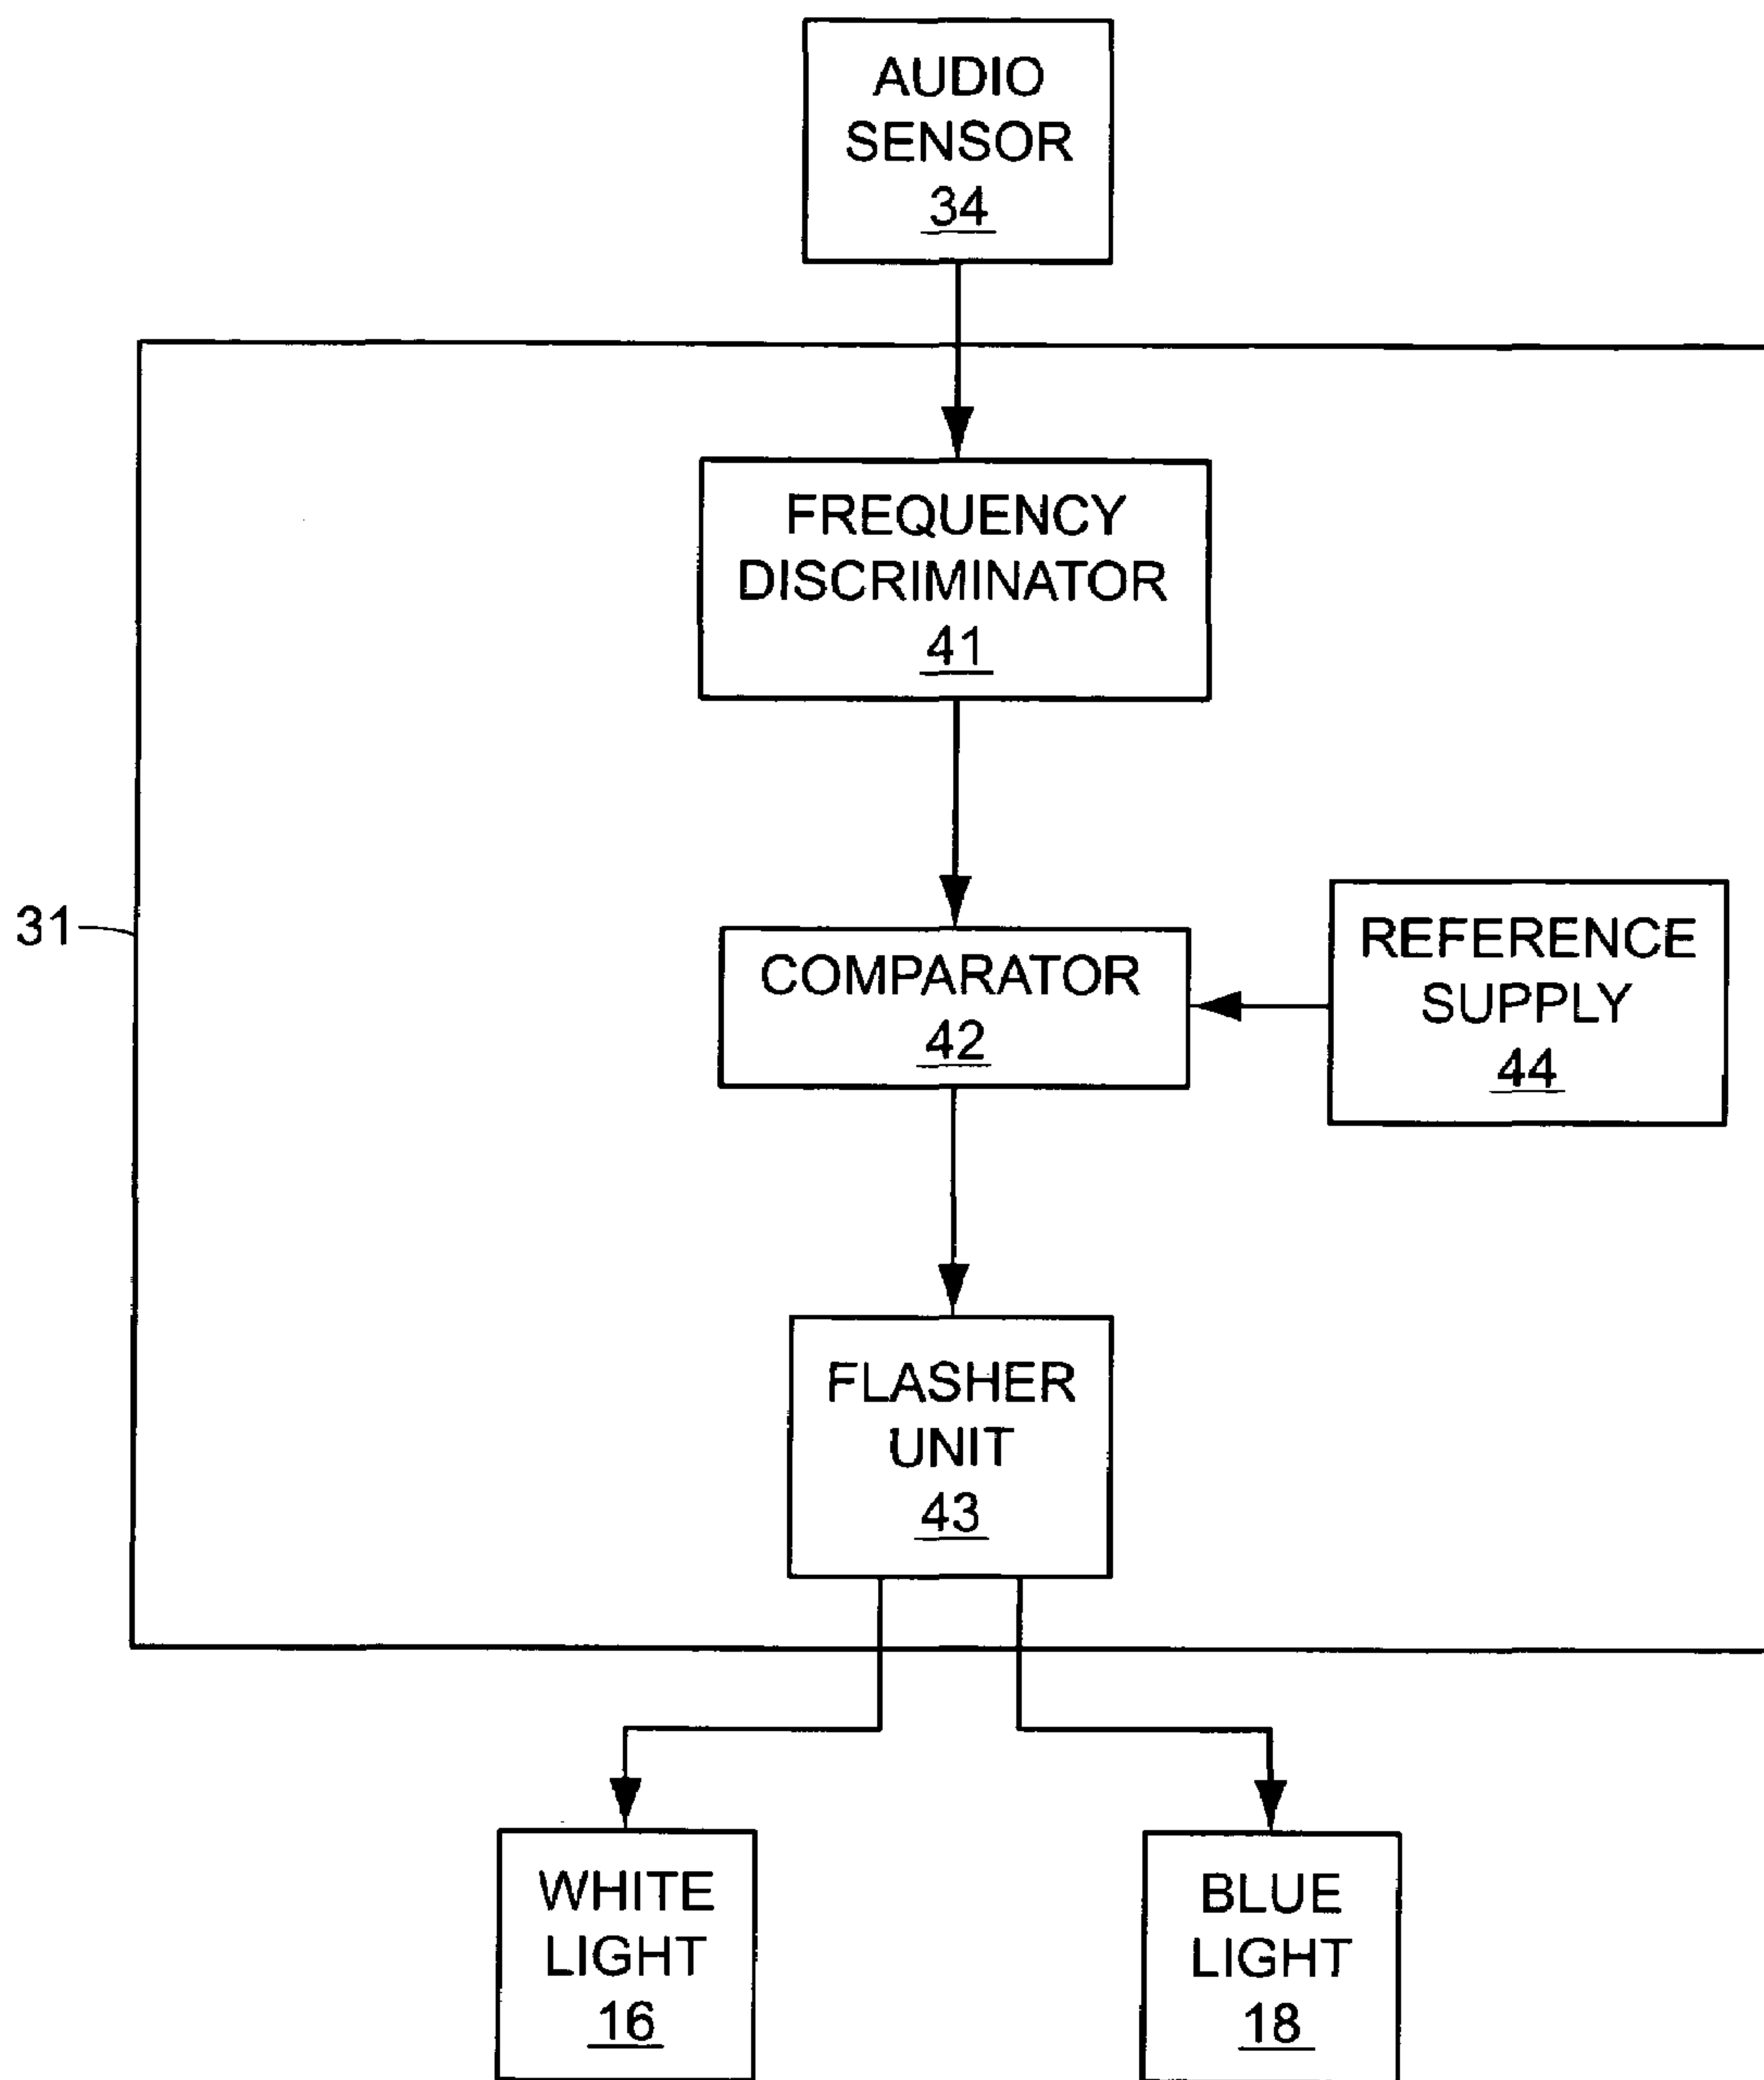 AUDIO
SENSOR
34
FREQUENCY
DISCRIMINATOR
41
31
COMPARATOR
42
REFERENCE
SUPPLY
44
FLASHER
UNIT
43
WHITE
LIGHT
16
BLUE
LIGHT
18